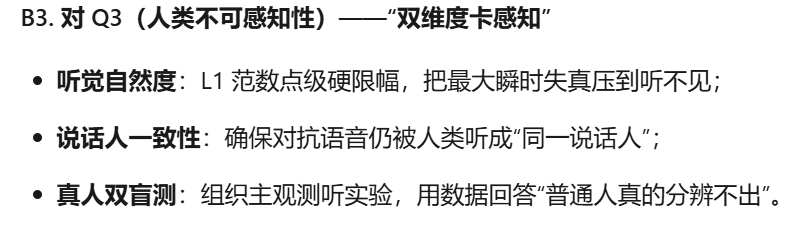 B3. 对 Q3（人类不可感知性）——“双维度卡感知”
• 听觉自然度：L1 范数点级硬限幅，把最大瞬时失真压到听不见；
• 说话人一致性：确保对抗语音仍被人类听成“同一说话人”；
• 真人双盲测：组织主观测听实验，用数据回答“普通人真的分辨不出”。